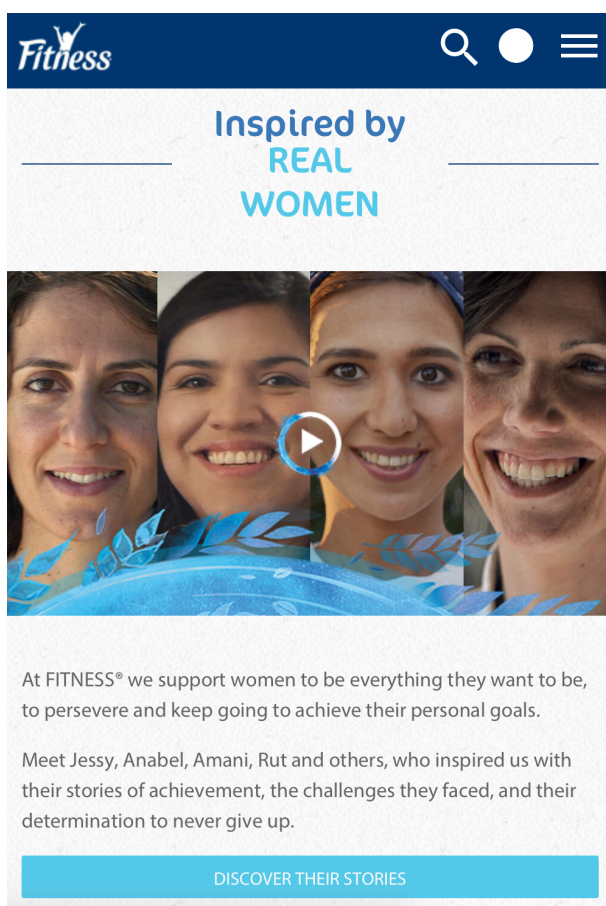 Fitness
Inspired by
REAL
WOMEN
At FITNESS® we support women to be everything they want to be,
to persevere and keep going to achieve their personal goals.
Meet Jessy, Anabel, Amani, Rut and others, who inspired us with
their stories of achievement, the challenges they faced, and their
determination to never give up.
DISCOVER THEIR STORIES